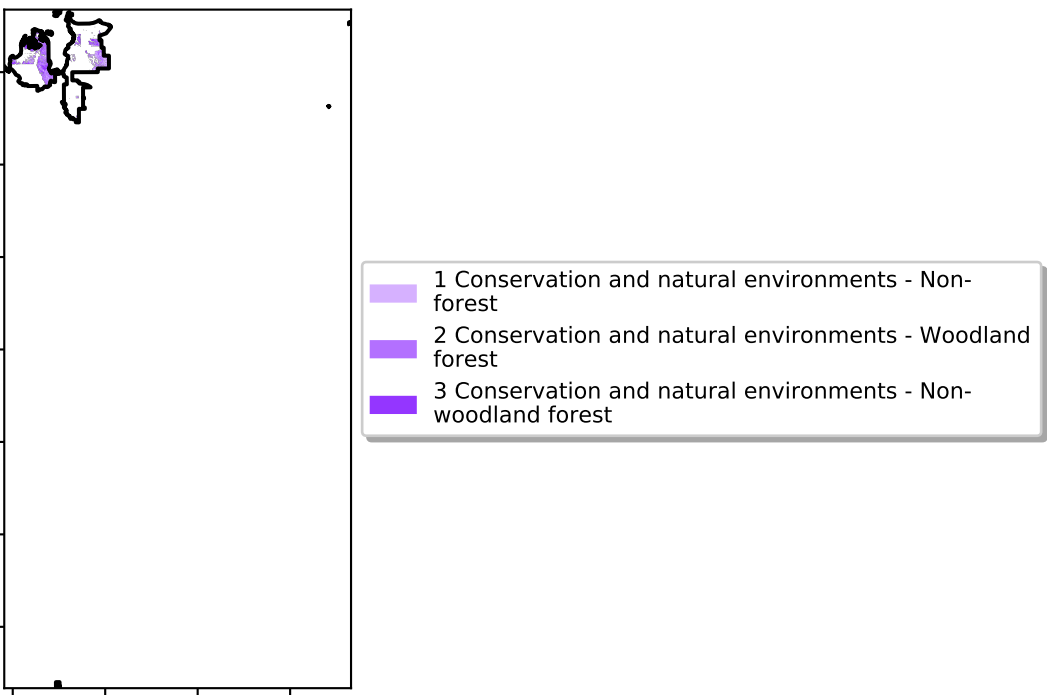 1 Conservation and natural environments - Non-
forest
2 Conservation and natural environments - Woodland
forest
3 Conservation and natural environments - Non-
woodland forest